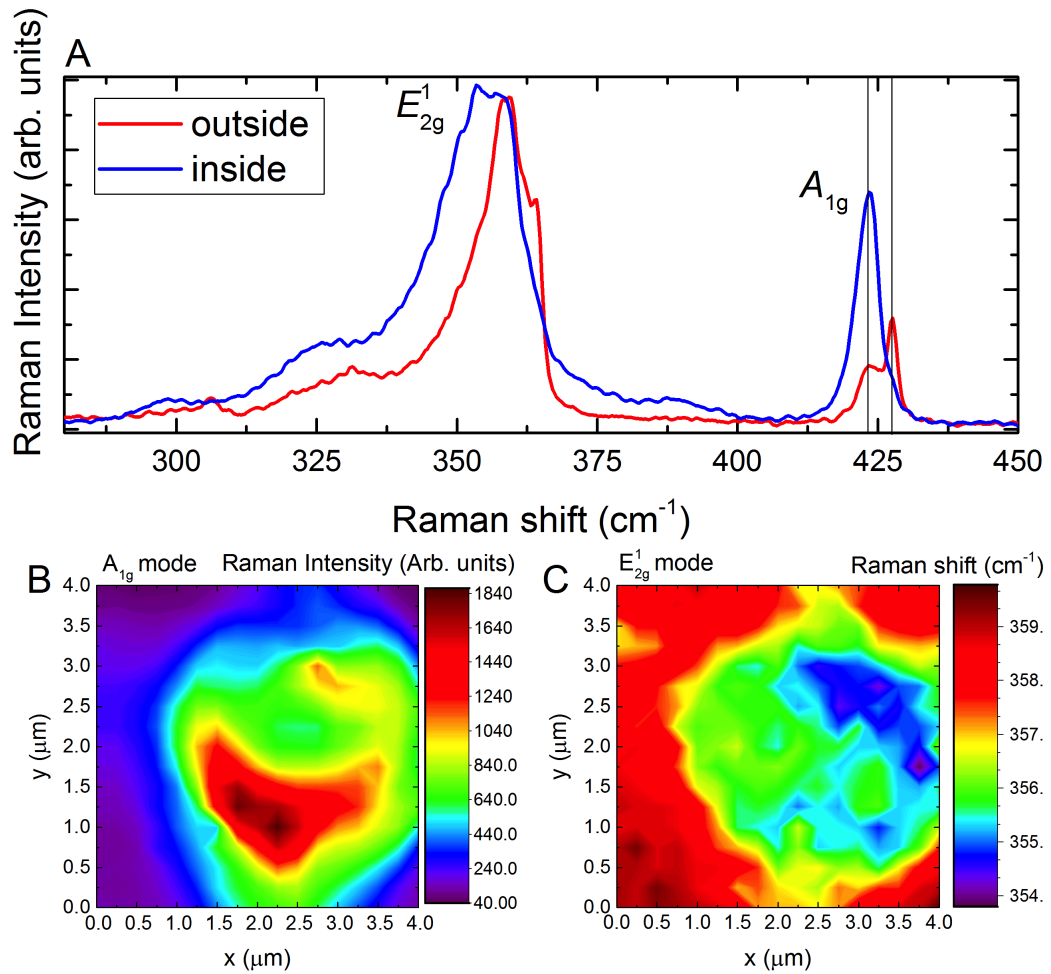 A
Raman Intensity (arb. units)
outside
inside
E¹₂g
A₁g
300 325 350 375 400 425 450
Raman shift (cm⁻¹)
B
A₁g mode
Raman Intensity (Arb. units)
4.0
3.5
3.0
2.5
2.0
1.5
1.0
0.5
0.0
y (μm)
0.0 0.5 1.0 1.5 2.0 2.5 3.0 3.5 4.0
x (μm)
1840
1640
1440
1240
1040
840.0
640.0
440.0
240.0
40.00
C
E¹₂g mode
Raman shift (cm⁻¹)
4.0
3.5
3.0
2.5
2.0
1.5
1.0
0.5
0.0
y (μm)
0.0 0.5 1.0 1.5 2.0 2.5 3.0 3.5 4.0
x (μm)
359.
358.
357.
356.
355.
354.